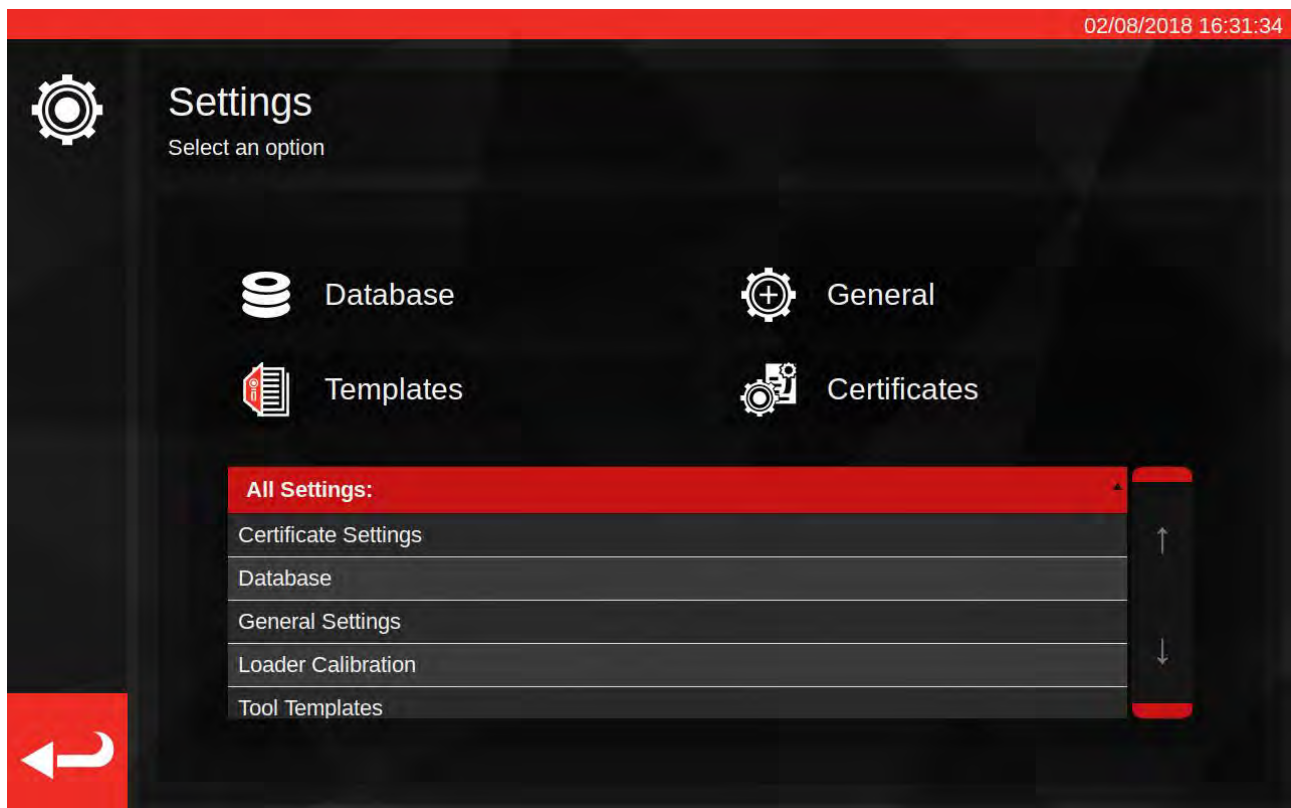 02/08/2018 16:31:34
Settings
Select an option
Database
General
Templates
Certificates
All Settings:
Certificate Settings
Database
General Settings
Loader Calibration
Tool Templates